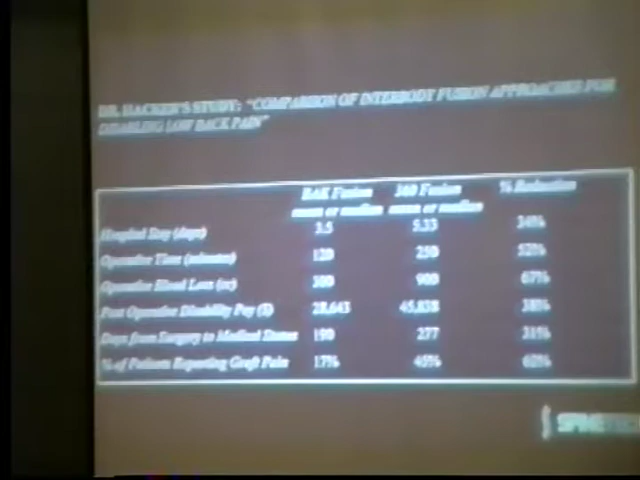 DR. HACKER'S STUDY: "COMPARISON OF INTERBODY FUSION APPROACHES FOR
DISABLING LOW BACK PAIN"
BAK Fusion 360 Fusion % Reduction
mean or median mean or median
Hospital Stay (days) 3.5 5.33 34%
Operative Time (minutes) 120 250 52%
Operative Blood Loss (cc) 300 900 67%
Post Operative Disability Pay ($) 28,643 45,838 38%
Days from Surgery to Medical Status 190 277 31%
% of Patients Reporting Graft Pain 17% 45% 62%